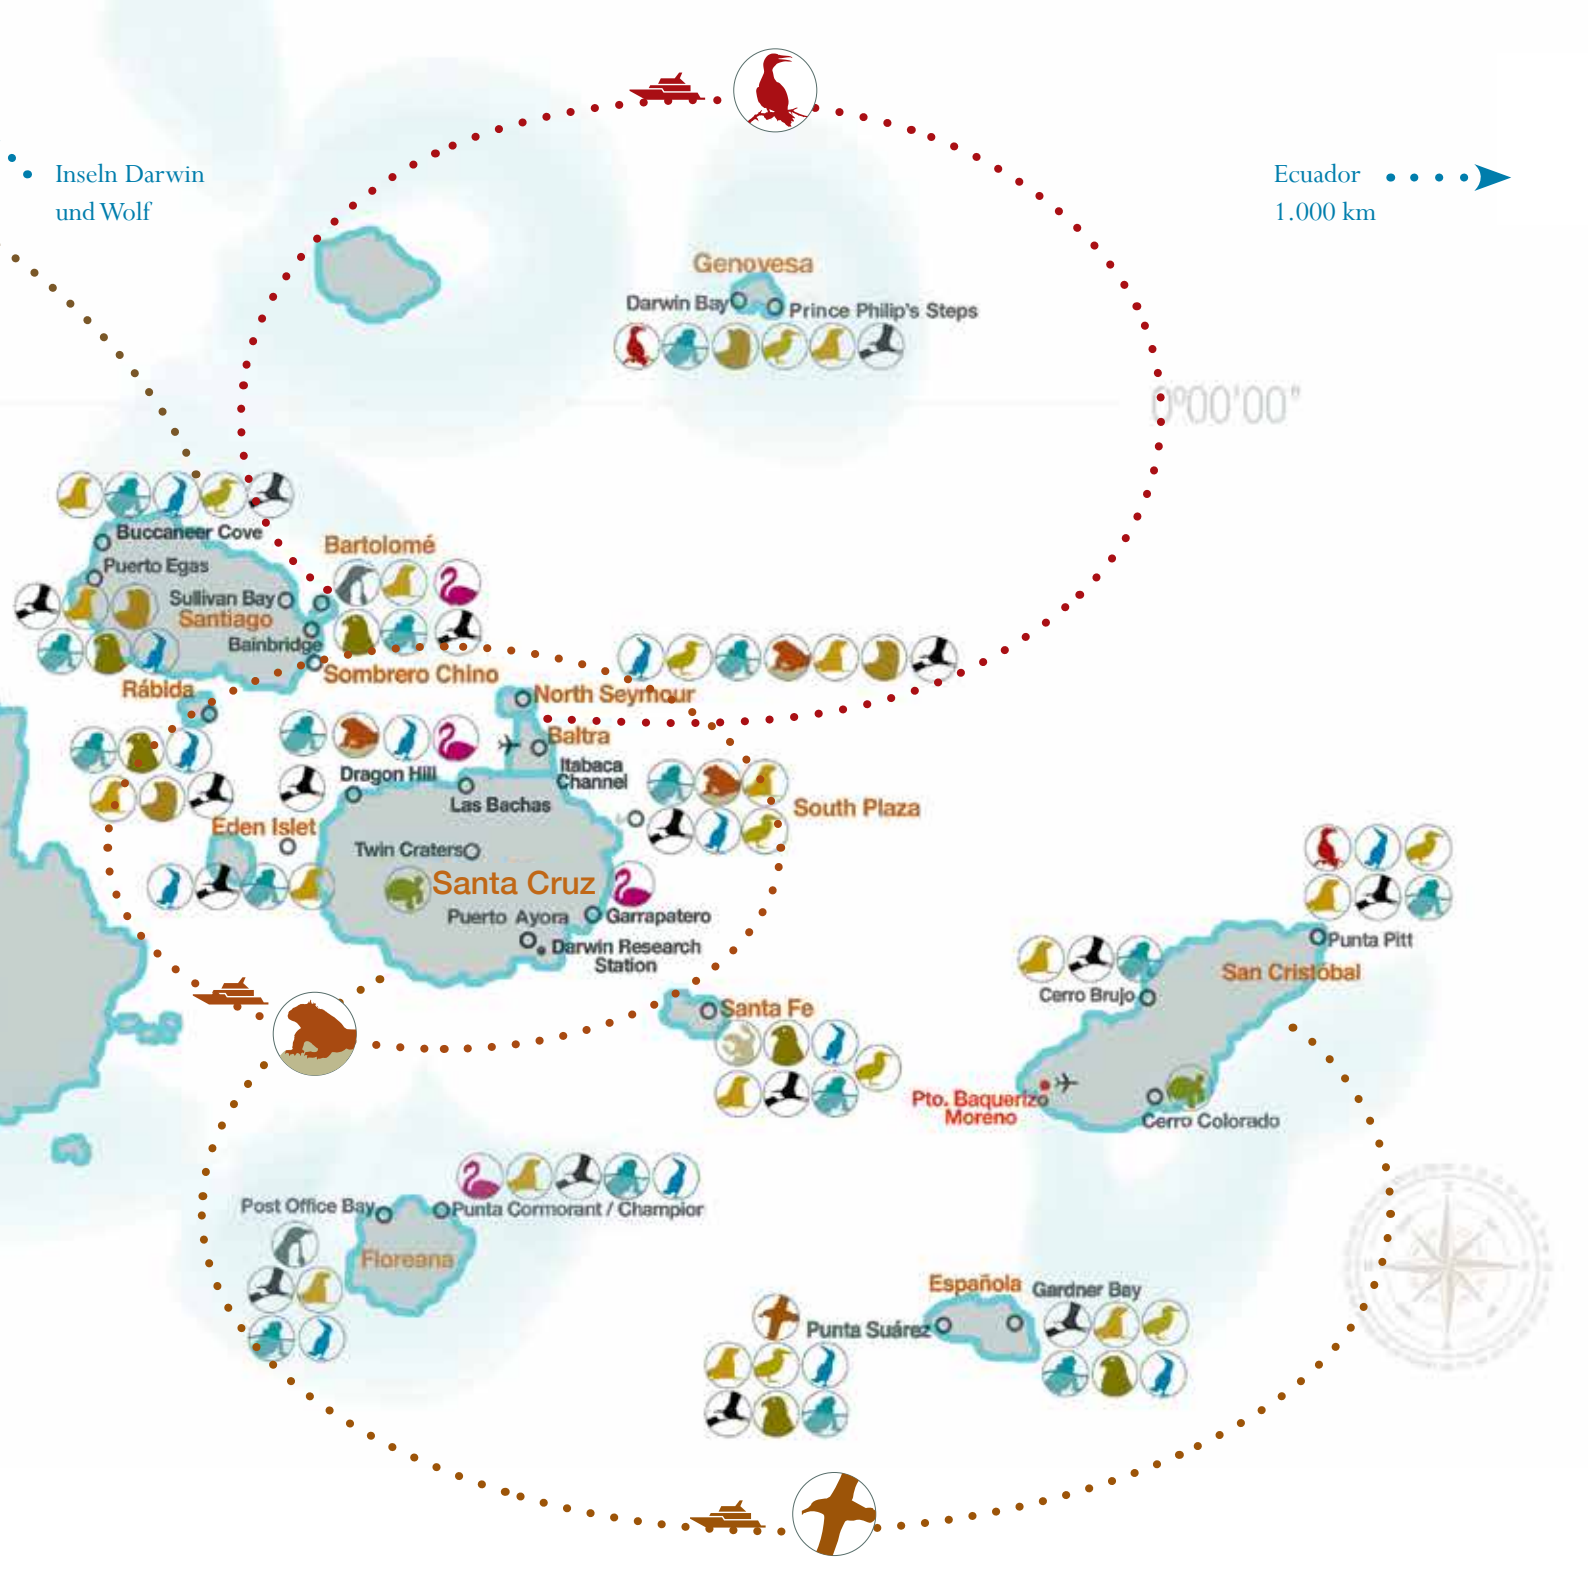 Inseln Darwin
und Wolf
Ecuador
1.000 km
Genovesa
Darwin Bay
Prince Philip's Steps
0°00'00"
Buccaneer Cove
Bartolomé
Puerto Egas
Sullivan Bay
Santiago
Bainbridge
Sombrero Chino
Rábida
North Seymour
Baltra
Itabaca
Channel
Dragon Hill
Las Bachas
South Plaza
Eden Islet
Twin Craters
Santa Cruz
Puerto Ayora
Garrapatero
Darwin Research
Station
Punta Pitt
San Cristóbal
Cerro Brujo
Santa Fe
Pto. Baquerizo
Moreno
Cerro Colorado
Post Office Bay
Punta Cormorant / Champior
Floreana
Española
Gardner Bay
Punta Suárez